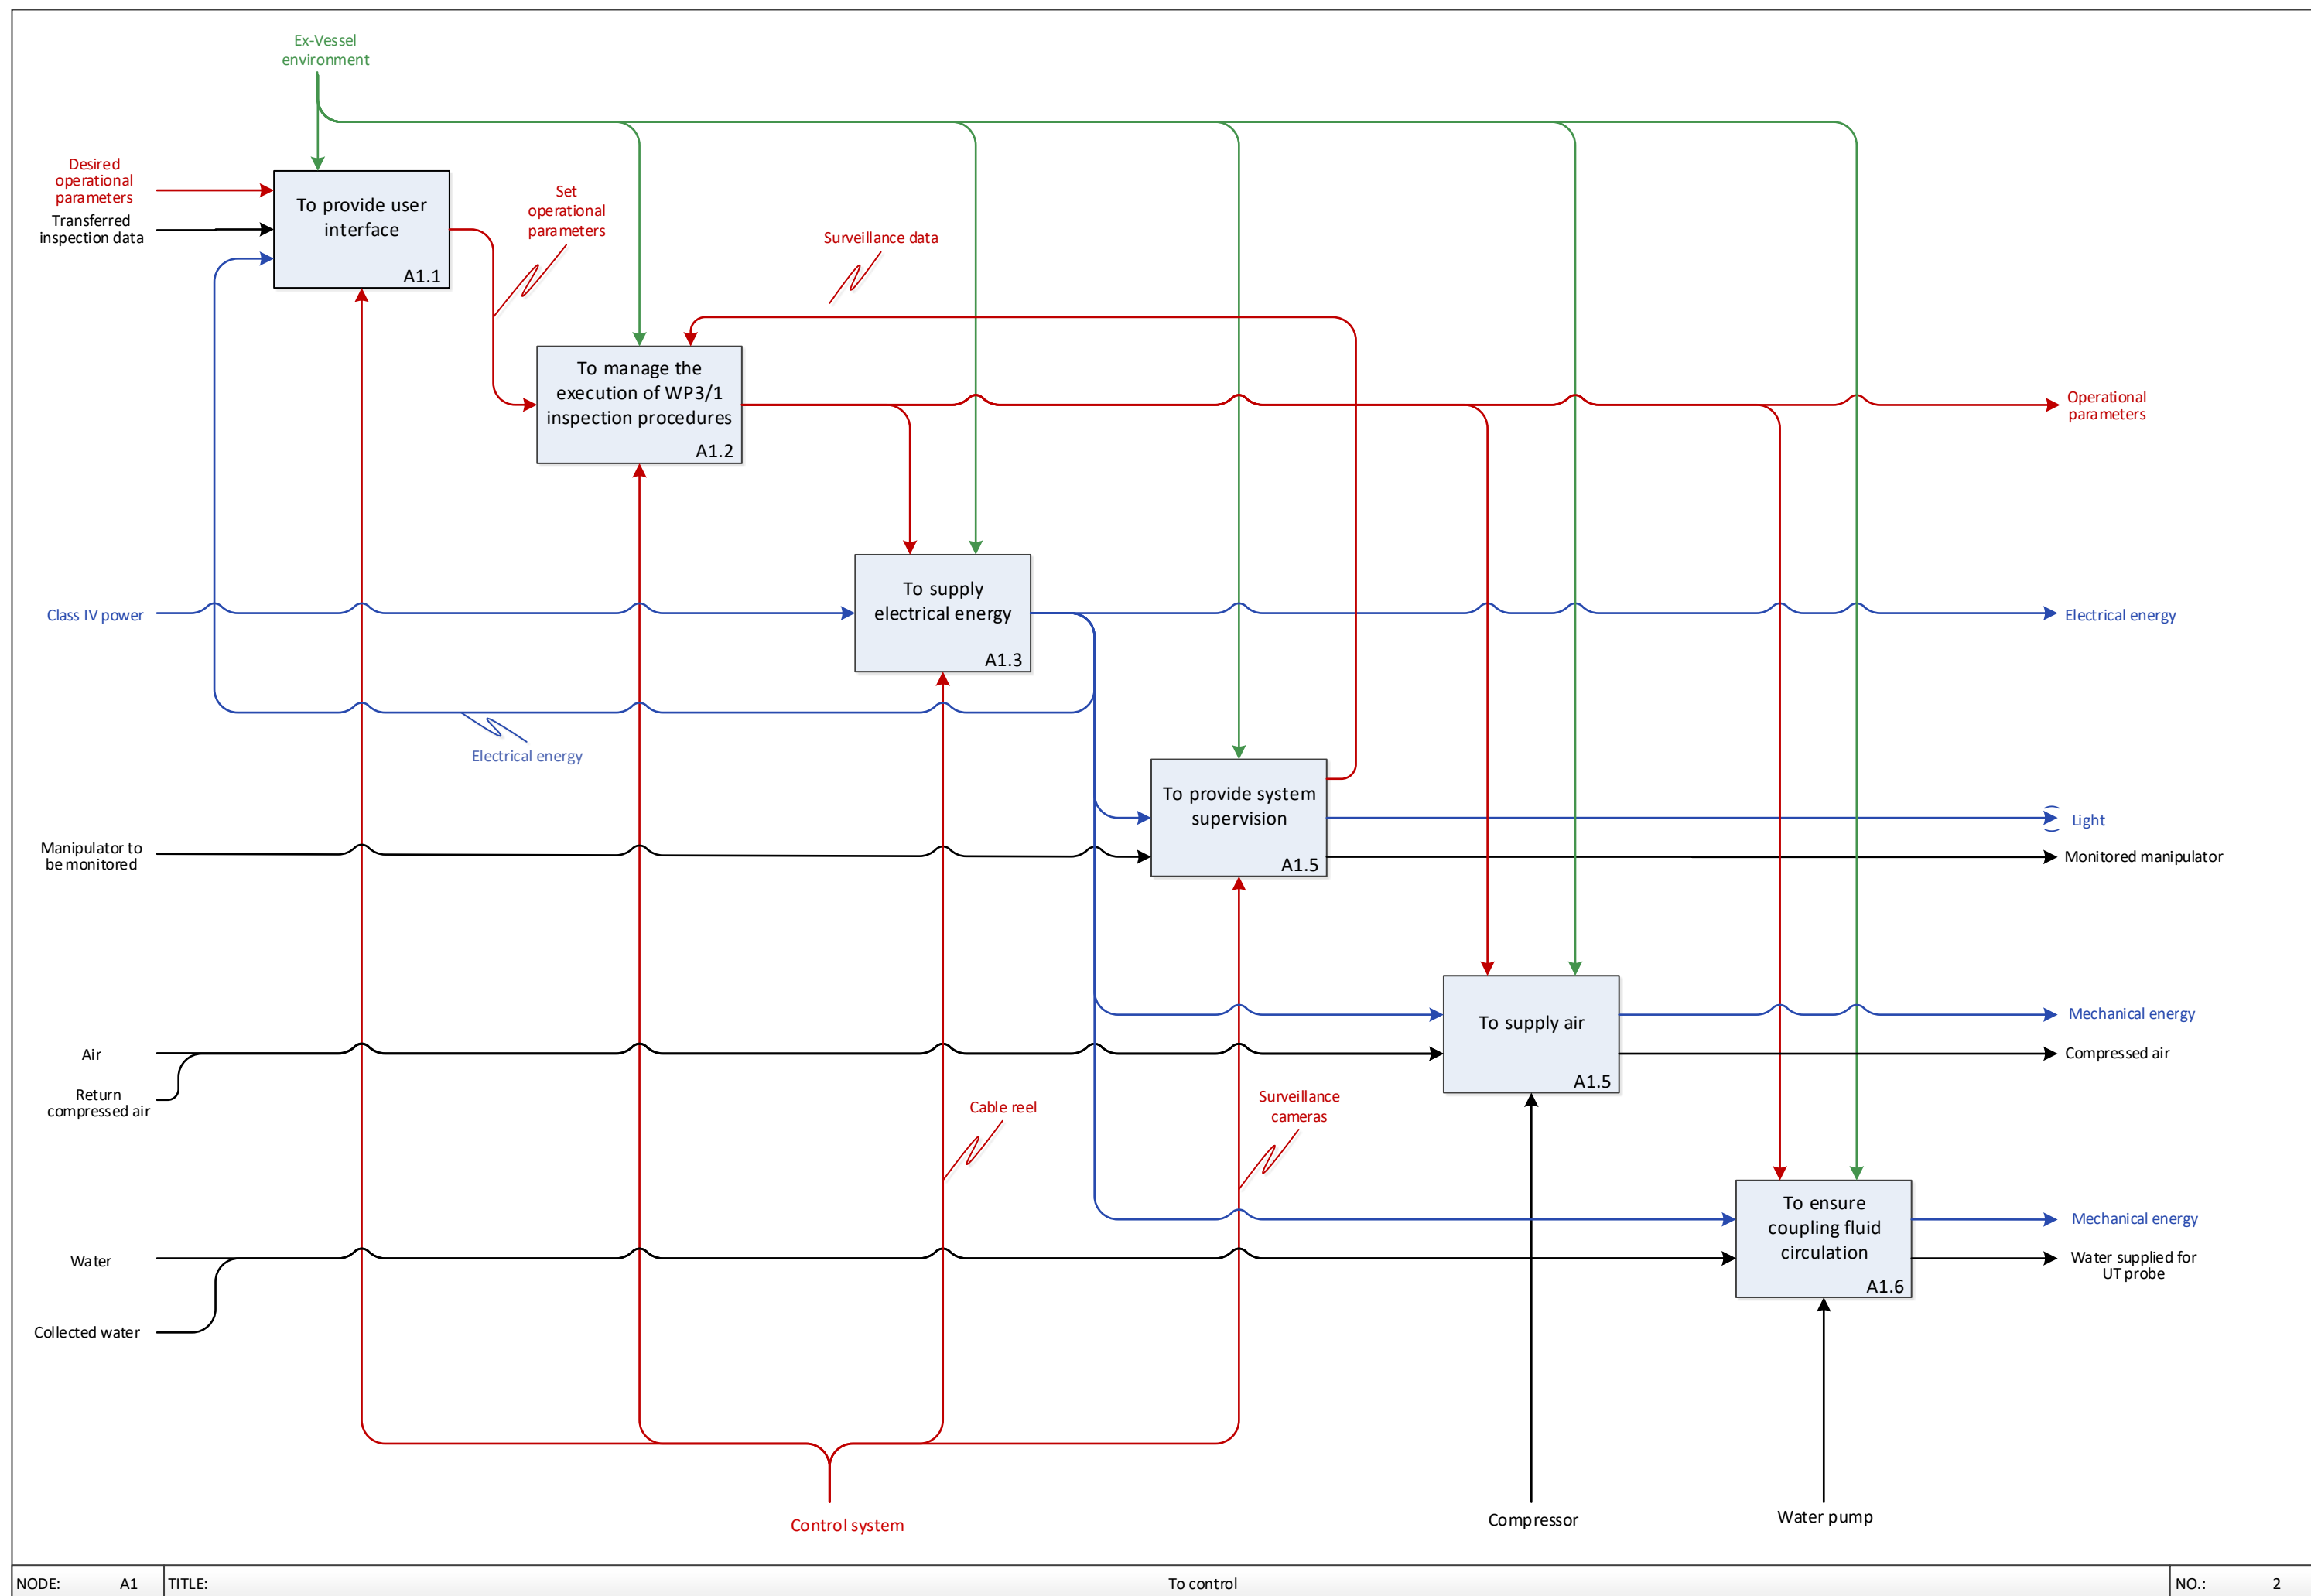 Ex-Vessel
environment
Desired
operational
parameters
Transferred
inspection data
To provide user
interface
A1.1
Set
operational
parameters
Surveillance data
To manage the
execution of WP3/1
inspection procedures
A1.2
Operational
parameters
Class IV power
To supply
electrical energy
A1.3
Electrical energy
Electrical energy
Manipulator to
be monitored
To provide system
supervision
A1.5
Light
Monitored manipulator
Air
Return
compressed air
To supply air
A1.5
Mechanical energy
Compressed air
Cable reel
Surveillance
cameras
Water
Collected water
To ensure
coupling fluid
circulation
A1.6
Mechanical energy
Water supplied for
UT probe
Control system
Compressor
Water pump
NODE: A1 TITLE: To control NO.: 2